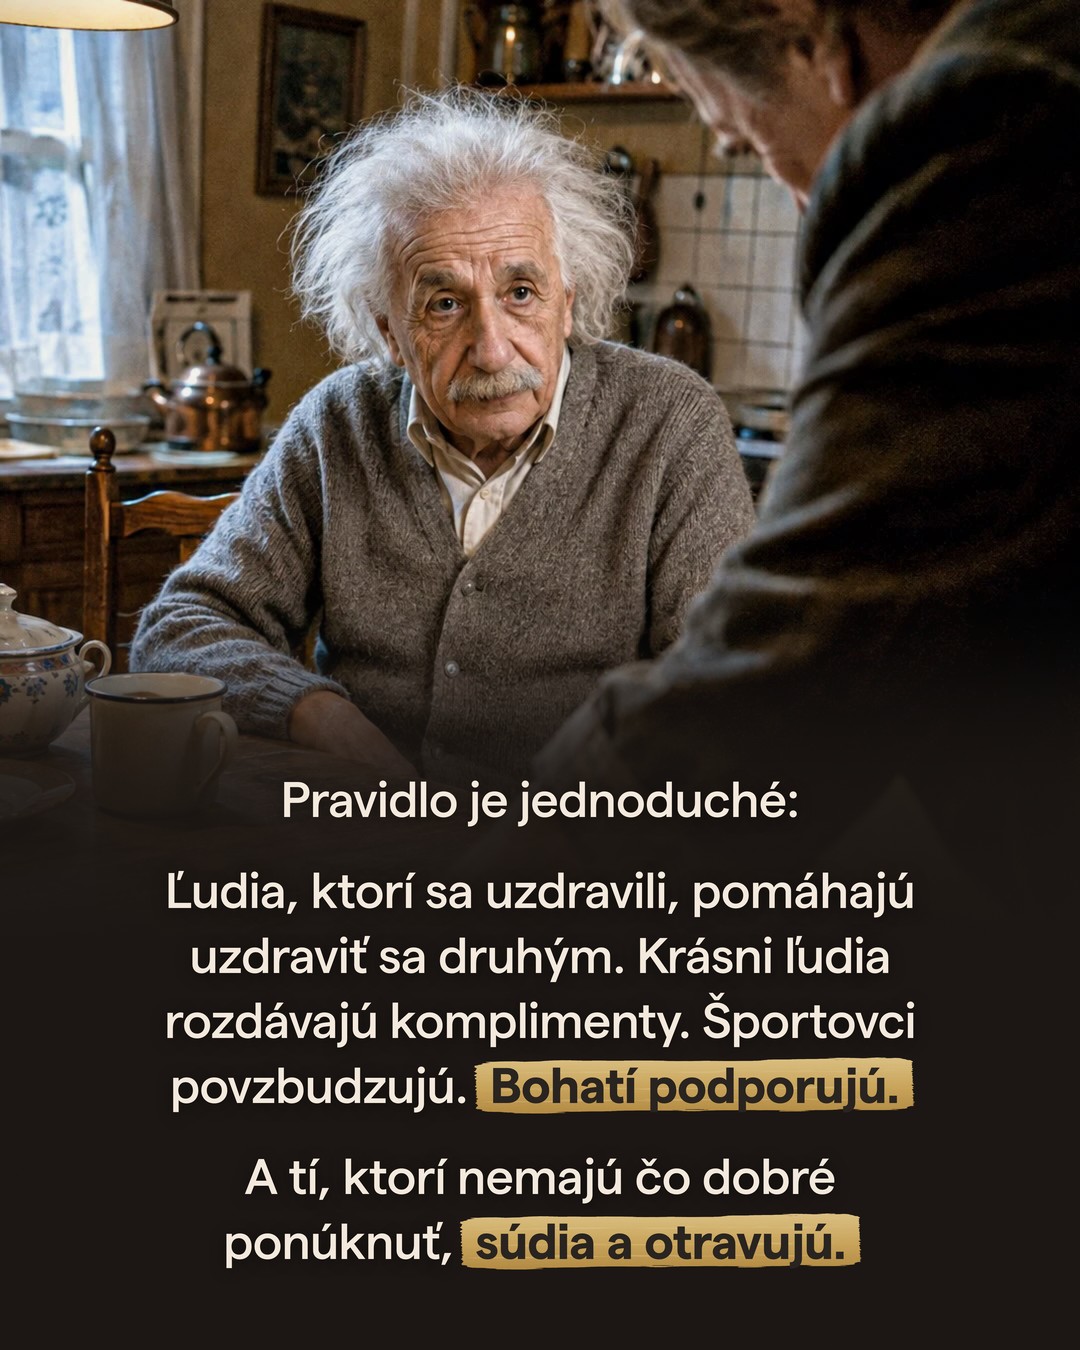 Pravidlo je jednoduché:
Ľudia, ktorí sa uzdravili, pomáhajú
uzdraviť sa druhým. Krásni ľudia
rozdávajú komplimenty. Športovci
povzbudzujú. Bohatí podporujú.
A tí, ktorí nemajú čo dobré
ponúknuť, súdia a otravujú.